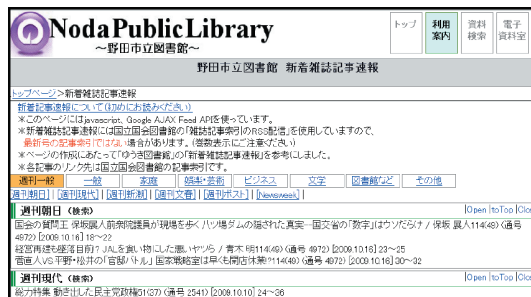 Noda Public Library
～野田市立図書館～
トップ
利用案内
資料検索
電子資料室
野田市立図書館 新着雑誌記事速報
トップページ>新着雑誌記事速報
新着記事速報について(初めにお読みください)
※このページにはjavascript、Google AJAX Feed APIを使っています。
※新着雑誌記事速報には国立国会図書館の「雑誌記事索引のRSS配信」を使用していますので、
最新号の記事索引ではない場合があります。(巻数表示にご注意ください)
※ページの作成にあたって「ゆうき図書館」の「新着雑誌記事速報」を参考にしました。
※各記事のリンク先は国立国会図書館の記事索引です。
週刊一般 一般 家庭 娯楽・芸術 ビジネス 文学 図書館など その他
|週刊朝日| |週刊現代| |週刊新潮| |週刊文春| |週刊ポスト| |Newsweek|
週刊朝日 (検索) |Open |toTop |Clo
国会の質問王 保坂展人前衆院議員が現場を歩く 八ッ場ダムの隠された真実―国交省の「数字」はウソだらけ / 保坂 展人114(49) (通号 4972) [2009.10.16] 18～22
経営再建も墜落目前? JALを食い物にした悪いヤツら / 青木 明114(49) (通号 4972) [2009.10.16] 23～25
菅直人VS平野・松井の「官邸バトル」 国家戦略室は早くも開店休業!?114(49) (通号 4972) [2009.10.16] 30～32
週刊現代 (検索) |Open |toTop |Clo
総力特集 動き出した民主党政権51(37) (通号 2541) [2009.10.10] 24～36